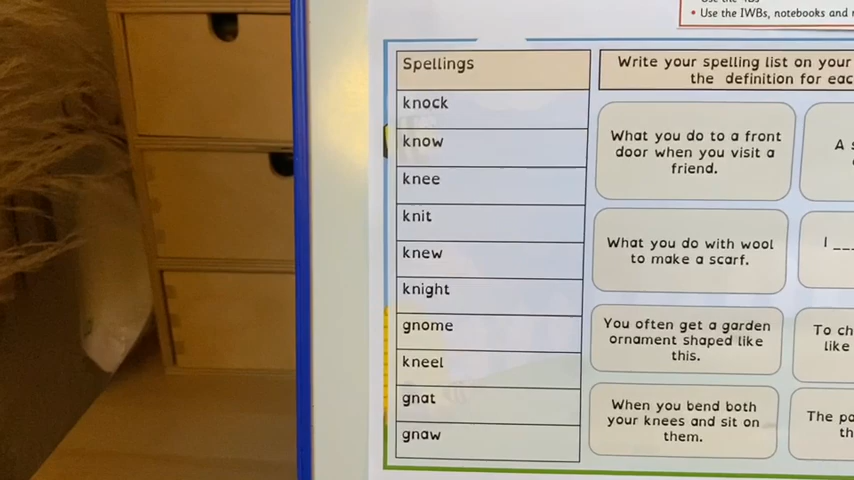 • Use the IWBs, notebooks and
Spellings
knock
know
knee
knit
knew
knight
gnome
kneel
gnat
gnaw
Write your spelling list on your
the definition for
What you do to a front
door when you visit a
friend.
What you do with wool
to make a scarf.
You often get a garden
ornament shaped like
this.
When you bend both
your knees and sit on
them.
A
I __
To
like
The